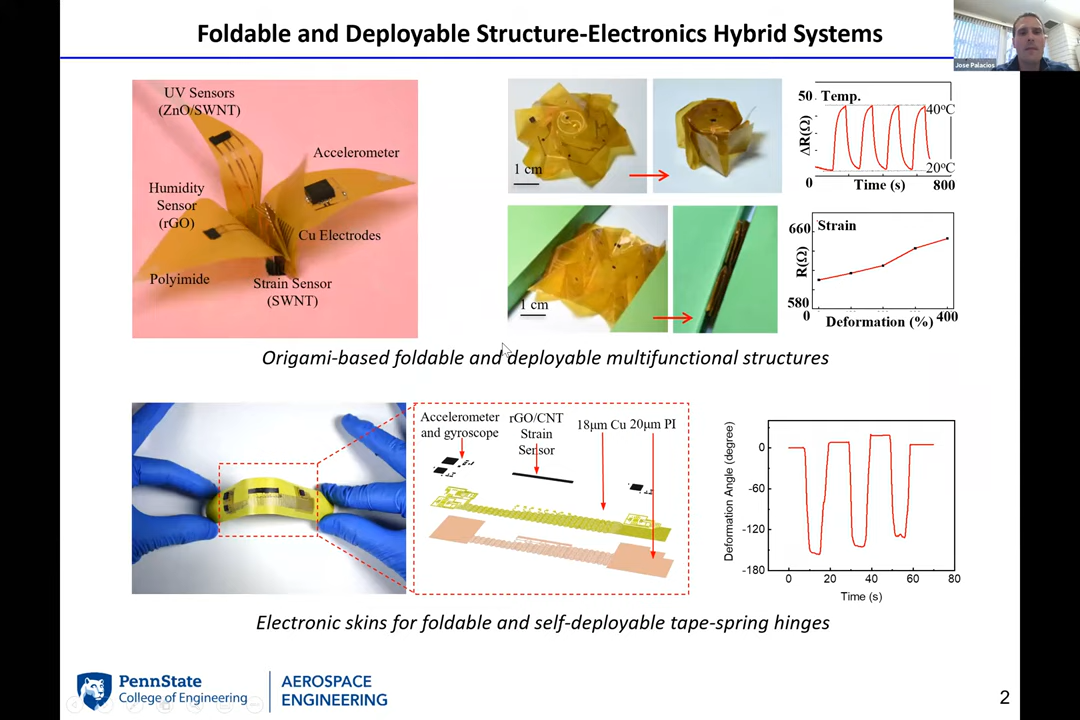 Foldable and Deployable Structure-Electronics Hybrid Systems
Jose Palacios
UV Sensors
(ZnO/SWNT)
Accelerometer
Humidity
Sensor
(rGO)
Cu Electrodes
Polyimide
Strain Sensor
(SWNT)
1 cm
1 cm
50
Temp.
40°C
ΔR(Ω)
20°C
0
Time (s)
800
660
Strain
R(Ω)
580
0
Deformation (%)
400
Origami-based foldable and deployable multifunctional structures
Accelerometer
and gyroscope
rGO/CNT
Strain
Sensor
18μm Cu
20μm PI
Deformation Angle (degree)
0
-60
-120
-180
0
20
40
60
80
Time (s)
Electronic skins for foldable and self-deployable tape-spring hinges
PennState
College of Engineering
AEROSPACE
ENGINEERING
2